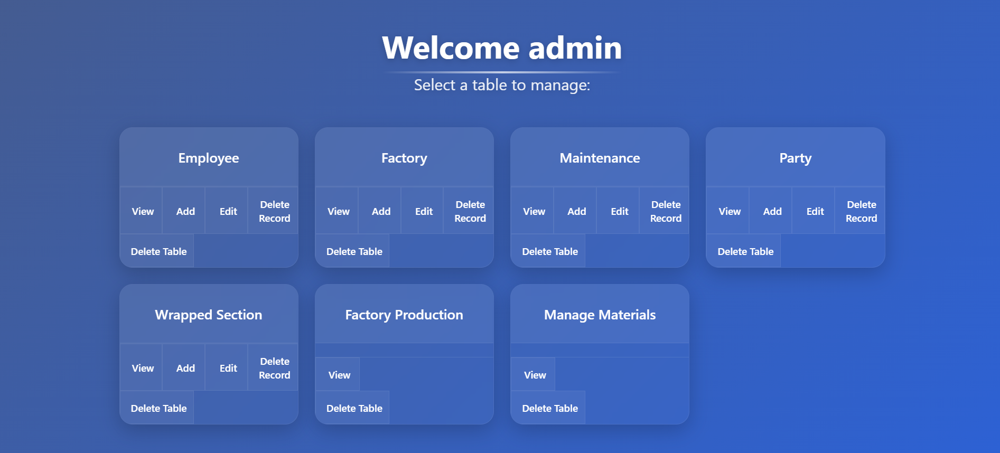 Welcome admin
Select a table to manage:
Employee
View Add Edit Delete Record
Delete Table
Factory
View Add Edit Delete Record
Delete Table
Maintenance
View Add Edit Delete Record
Delete Table
Party
View Add Edit Delete Record
Delete Table
Wrapped Section
View Add Edit Delete Record
Delete Table
Factory Production
View
Delete Table
Manage Materials
View
Delete Table